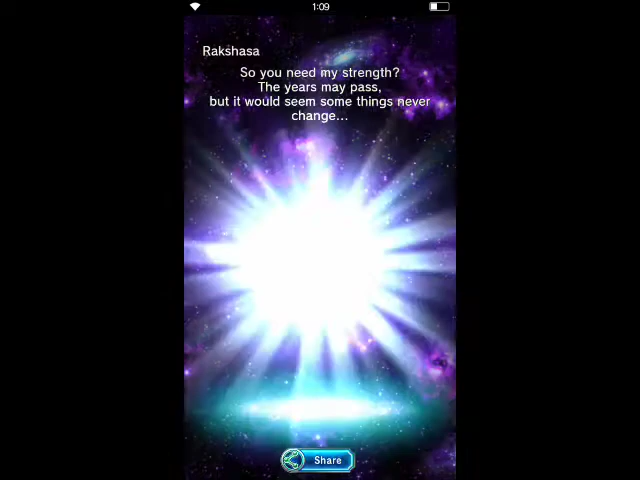 1:09
Rakshasa
So you need my strength?
The years may pass,
but it would seem some things never
change...
Share